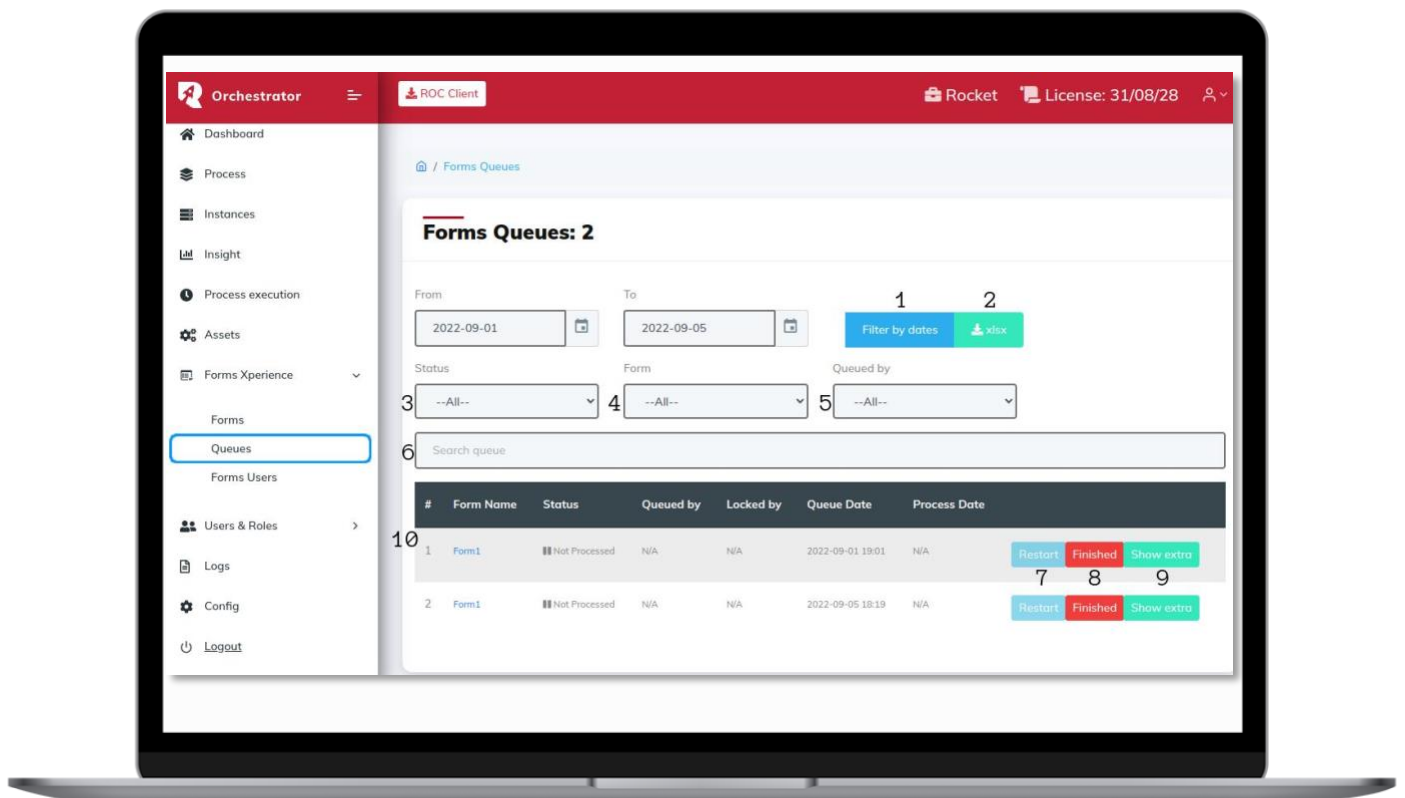 Orchestrator
ROC Client
Rocket
License: 31/08/28
Dashboard
Process
Instances
Insight
Process execution
Assets
Forms Xperience
Forms
Queues
Forms Users
Users & Roles
Logs
Config
Logout
/ Forms Queues
Forms Queues: 2
From To
1 2
2022-09-01 2022-09-05 Filter by dates xlsx
Status Form Queued by
3 --All-- 4 --All-- 5 --All--
6 Search queue
# Form Name Status Queued by Locked by Queue Date Process Date
10 1 Form1 Not Processed N/A N/A 2022-09-01 19:01 N/A Restart Finished Show extra
7 8 9
2 Form1 Not Processed N/A N/A 2022-09-05 18:19 N/A Restart Finished Show extra